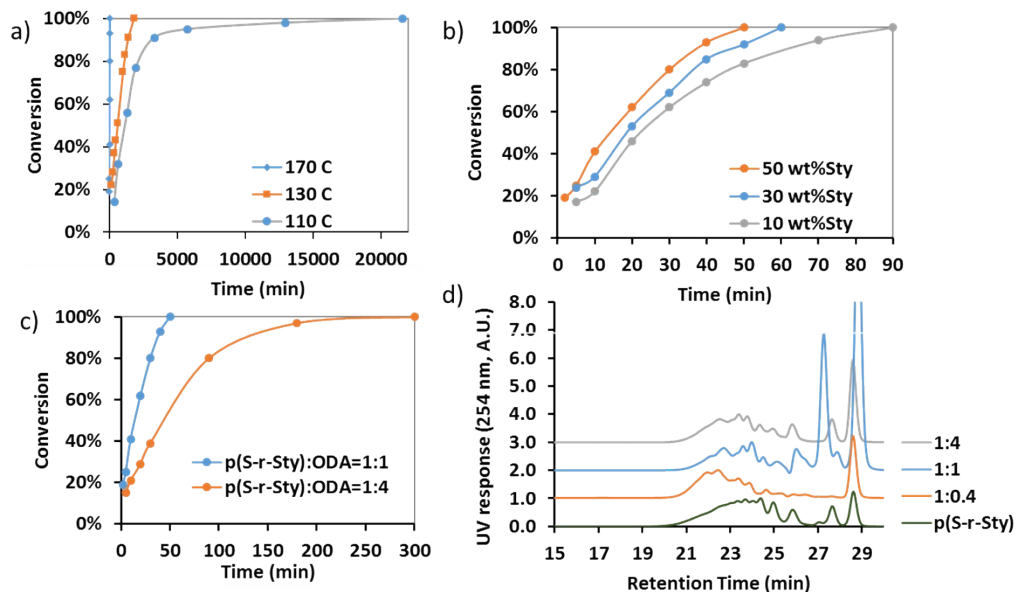 a)
100%
80%
60%
40%
20%
0%
Conversion
170 C
130 C
110 C
0 5000 10000 15000 20000
Time (min)
b)
100%
80%
60%
40%
20%
0%
Conversion
50 wt%Sty
30 wt%Sty
10 wt%Sty
0 10 20 30 40 50 60 70 80 90
Time (min)
c)
100%
80%
60%
40%
20%
0%
Conversion
p(S-r-Sty):ODA=1:1
p(S-r-Sty):ODA=1:4
0 50 100 150 200 250 300
Time (min)
d)
8.0
7.0
6.0
5.0
4.0
3.0
2.0
1.0
0.0
UV response (254 nm, A.U.)
1:4
1:1
1:0.4
p(S-r-Sty)
15 17 19 21 23 25 27 29
Retention Time (min)